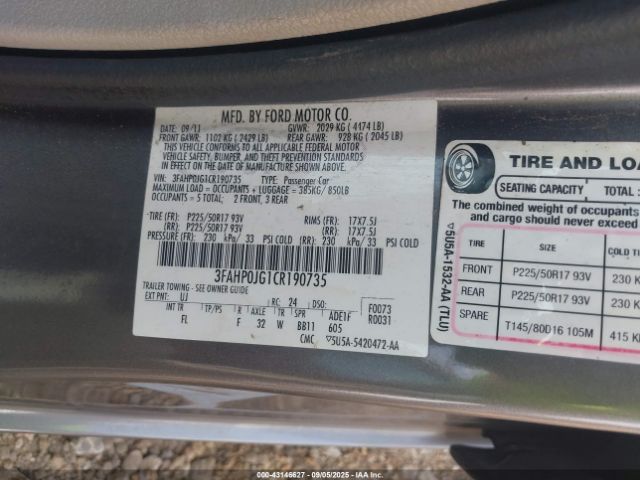 MFD. BY FORD MOTOR CO.
DATE: 09/11 GVWR: 2029 KG ( 4174 LB)
FRONT GAWR: 1102 KG ( 2429 LB) REAR GAWR: 928 KG ( 2045 LB)
THIS VEHICLE CONFORMS TO ALL APPLICABLE FEDERAL MOTOR
VEHICLE SAFETY, BUMPER, AND THEFT PREVENTION STANDARDS
IN EFFECT ON THE DATE OF MANUFACTURE SHOWN ABOVE.
VIN: 3FAHP0JG1CR190735 TYPE: Passenger Car
MAXIMUM LOAD = OCCUPANTS + LUGGAGE = 385KG/ 850LB
OCCUPANTS = 5 TOTAL: 2 FRONT, 3 REAR
TIRE (FR): P225/50R17 93V RIMS (FR): 17X7.5J
(RR): P225/50R17 93V (RR): 17X7.5J
PRESSURE (FR): 230 kPa/ 33 PSI COLD (RR): 230 kPa/ 33 PSI COLD
3FAHP0JG1CR190735
TRAILER TOWING - SEE OWNER GUIDE
EXT PNT: UJ RC: 24 DSO: F0073
INT TR TP/PS R AXLE TR SPR ADE1F R0031
FL F 32 W BB11 605
CMC ▽5U5A-5420472-AA
▽5U5A-1532-AA (TLU)
TIRE AND LOA
SEATING CAPACITY TOTAL :
The combined weight of occupants
and cargo should never exceed
TIRE SIZE COLD TI
FRONT P225/50R17 93V 230 K
REAR P225/50R17 93V 230 K
SPARE T145/80D16 105M 415 K
000-43146627 - 09/05/2025 - IAAI.COM